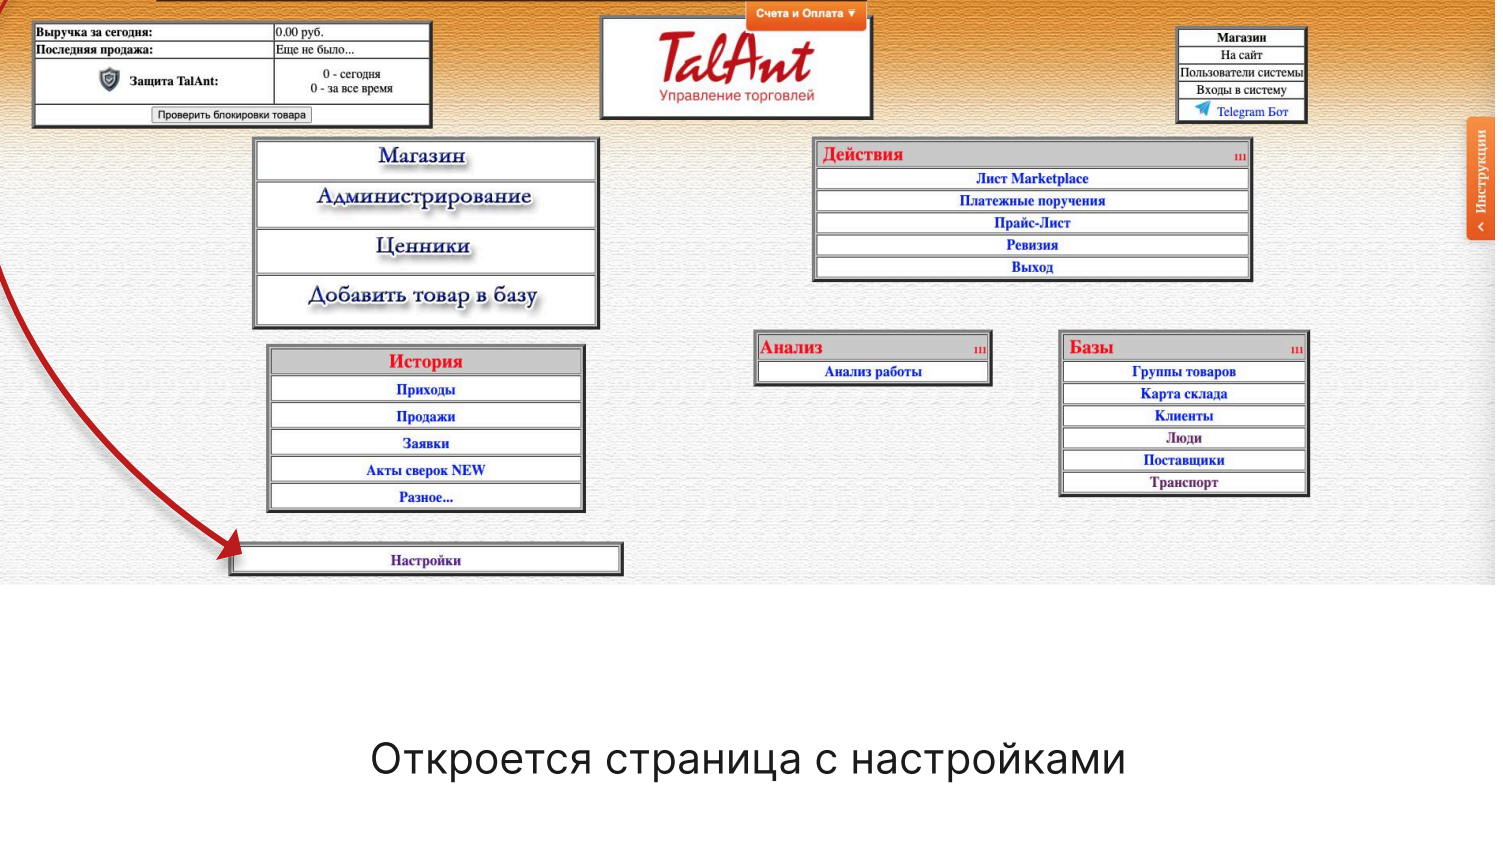 Счета и Оплата ▼
Выручка за сегодня: 0.00 руб.
Последняя продажа: Еще не было...
Защита TalAnt:
0 - сегодня
0 - за все время
Проверить блокировки товара
TalAnt
Управление торговлей
Магазин
На сайт
Пользователи системы
Входы в систему
Telegram Бот
Инструкции
Магазин
Администрирование
Ценники
Добавить товар в базу
Действия ııı
Лист Marketplace
Платежные поручения
Прайс-Лист
Ревизия
Выход
История
Приходы
Продажи
Заявки
Акты сверок NEW
Разное...
Анализ ııı
Анализ работы
Базы ııı
Группы товаров
Карта склада
Клиенты
Люди
Поставщики
Транспорт
Настройки
Откроется страница с настройками